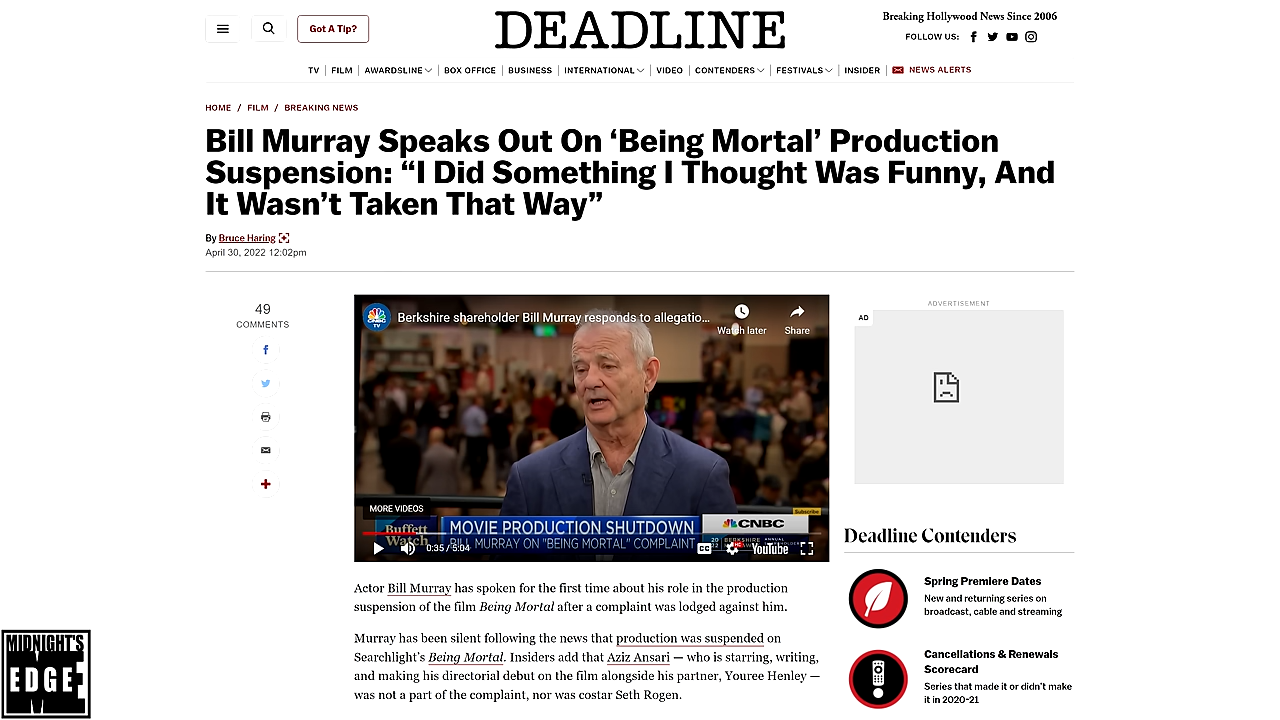 Got A Tip?
DEADLINE
Breaking Hollywood News Since 2006
FOLLOW US:
TV | FILM | AWARDSLINE | BOX OFFICE | BUSINESS | INTERNATIONAL | VIDEO | CONTENDERS | FESTIVALS | INSIDER | NEWS ALERTS
HOME / FILM / BREAKING NEWS
Bill Murray Speaks Out On ‘Being Mortal’ Production
Suspension: “I Did Something I Thought Was Funny, And
It Wasn’t Taken That Way”
By Bruce Haring
April 30, 2022 12:02pm
49
COMMENTS
CNBC
TV
Berkshire shareholder Bill Murray responds to allegatio...
Watch later
Share
MORE VIDEOS
Subscribe
Buffett
Watch
MOVIE PRODUCTION SHUTDOWN
BILL MURRAY ON "BEING MORTAL" COMPLAINT
CNBC
0:35 / 5:04
CC
YouTube
Actor Bill Murray has spoken for the first time about his role in the production
suspension of the film Being Mortal after a complaint was lodged against him.
Murray has been silent following the news that production was suspended on
Searchlight’s Being Mortal. Insiders add that Aziz Ansari — who is starring, writing,
and making his directorial debut on the film alongside his partner, Youree Henley —
was not a part of the complaint, nor was costar Seth Rogen.
ADVERTISEMENT
AD
Deadline Contenders
Spring Premiere Dates
New and returning series on
broadcast, cable and streaming
Cancellations & Renewals
Scorecard
Series that made it or didn’t make
it in 2020-21
MIDNIGHT'S
EDGE